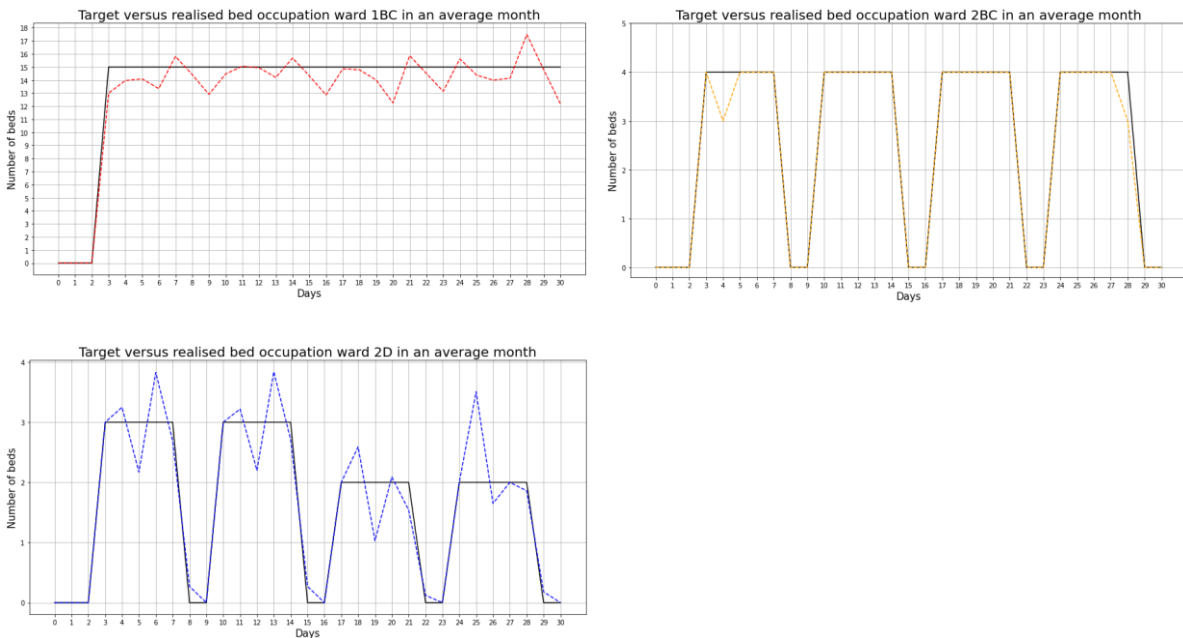 Target versus realised bed occupation ward 1BC in an average month
Number of beds
18
17
16
15
14
13
12
11
10
9
8
7
6
5
4
3
2
1
0
0 1 2 3 4 5 6 7 8 9 10 11 12 13 14 15 16 17 18 19 20 21 22 23 24 25 26 27 28 29 30
Days
Target versus realised bed occupation ward 2BC in an average month
Number of beds
5
4
3
2
1
0
0 1 2 3 4 5 6 7 8 9 10 11 12 13 14 15 16 17 18 19 20 21 22 23 24 25 26 27 28 29 30
Days
Target versus realised bed occupation ward 2D in an average month
Number of beds
4
3
2
1
0
0 1 2 3 4 5 6 7 8 9 10 11 12 13 14 15 16 17 18 19 20 21 22 23 24 25 26 27 28 29 30
Days